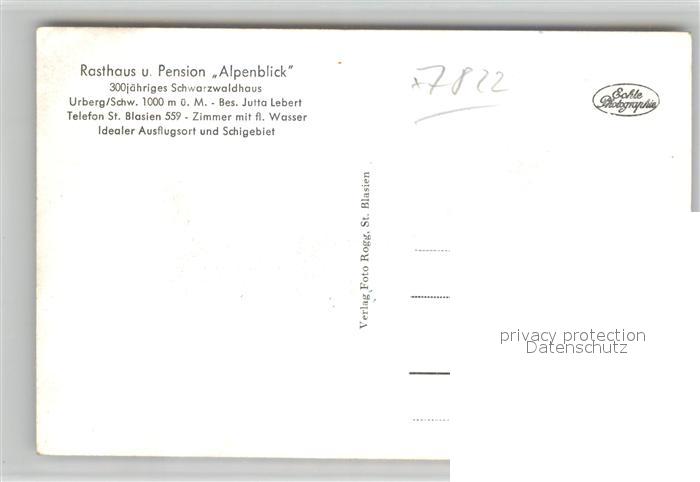 Rasthaus u. Pension „Alpenblick"
300jähriges Schwarzwaldhaus
Urberg/Schw. 1000 m ü. M. - Bes. Jutta Lebert
Telefon St. Blasien 559 - Zimmer mit fl. Wasser
Idealer Ausflugsort und Schigebiet
x7822
Echte
Photographie
Verlag Foto Rogg, St. Blasien
privacy protection
Datenschutz